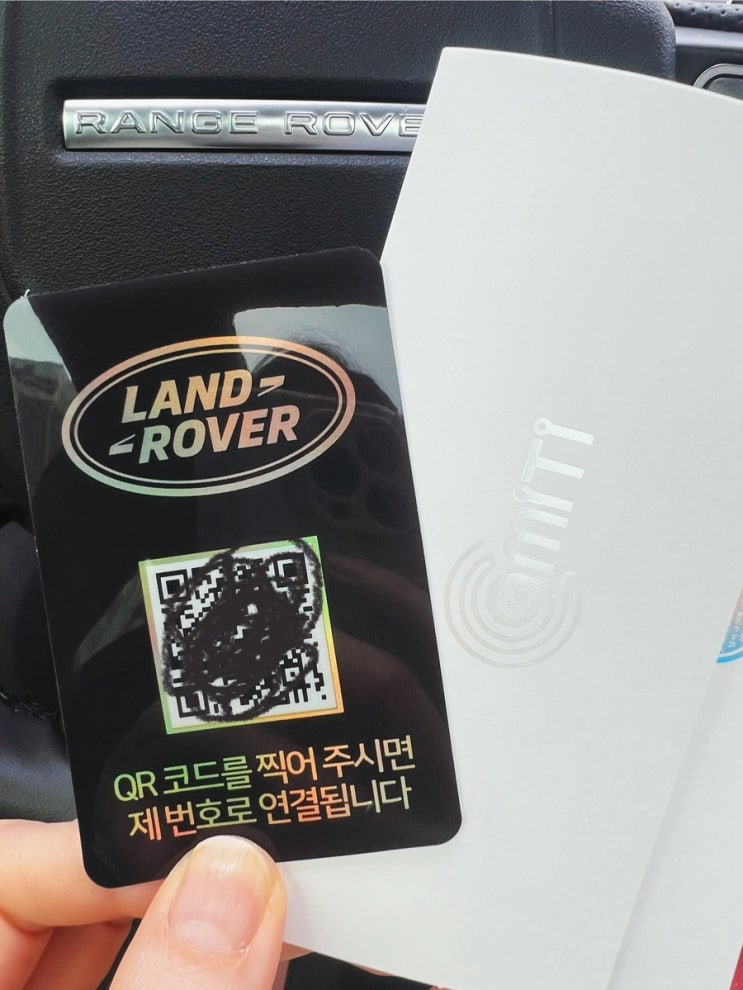 RANGE ROVE
LAND
ROVER
QR 코드를 찍어 주시면
제 번호로 연결됩니다
amiTi